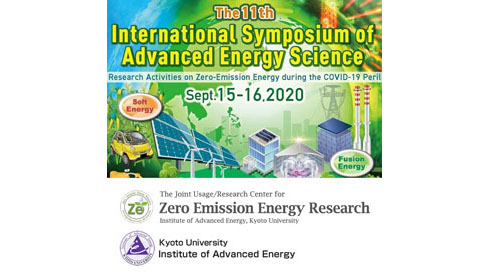 The 11th
International Symposium of
Advanced Energy Science
Research Activities on Zero-Emission Energy during the COVID-19 Peril
Sept.15-16,2020
Soft
Energy
Fusion
Energy
The Joint Usage/Research Center for
Ze
Zero Emission Energy Research
Institute of Advanced Energy, Kyoto University
Kyoto University
Institute of Advanced Energy